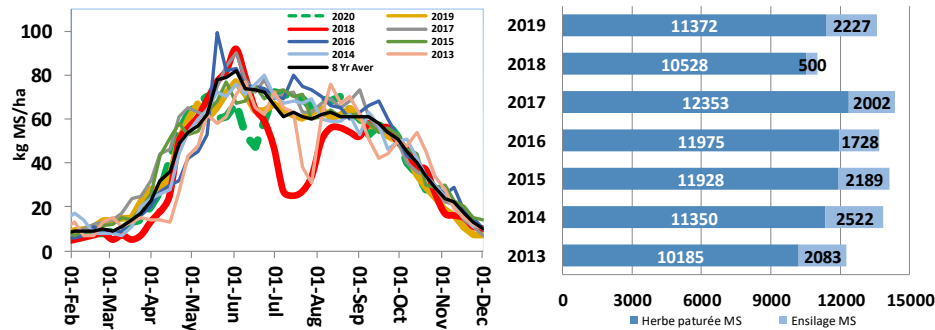 kg MS/ha
100
80
60
40
20
0
2020 2019
2018 2017
2016 2015
2014 2013
8 Yr Aver
01-Feb
01-Mar
01-Apr
01-May
01-Jun
01-Jul
01-Aug
01-Sep
01-Oct
01-Nov
01-Dec
2019 11372 2227
2018 10528 500
2017 12353 2002
2016 11975 1728
2015 11928 2189
2014 11350 2522
2013 10185 2083
0 3000 6000 9000 12000 15000
Herbe paturée MS Ensilage MS